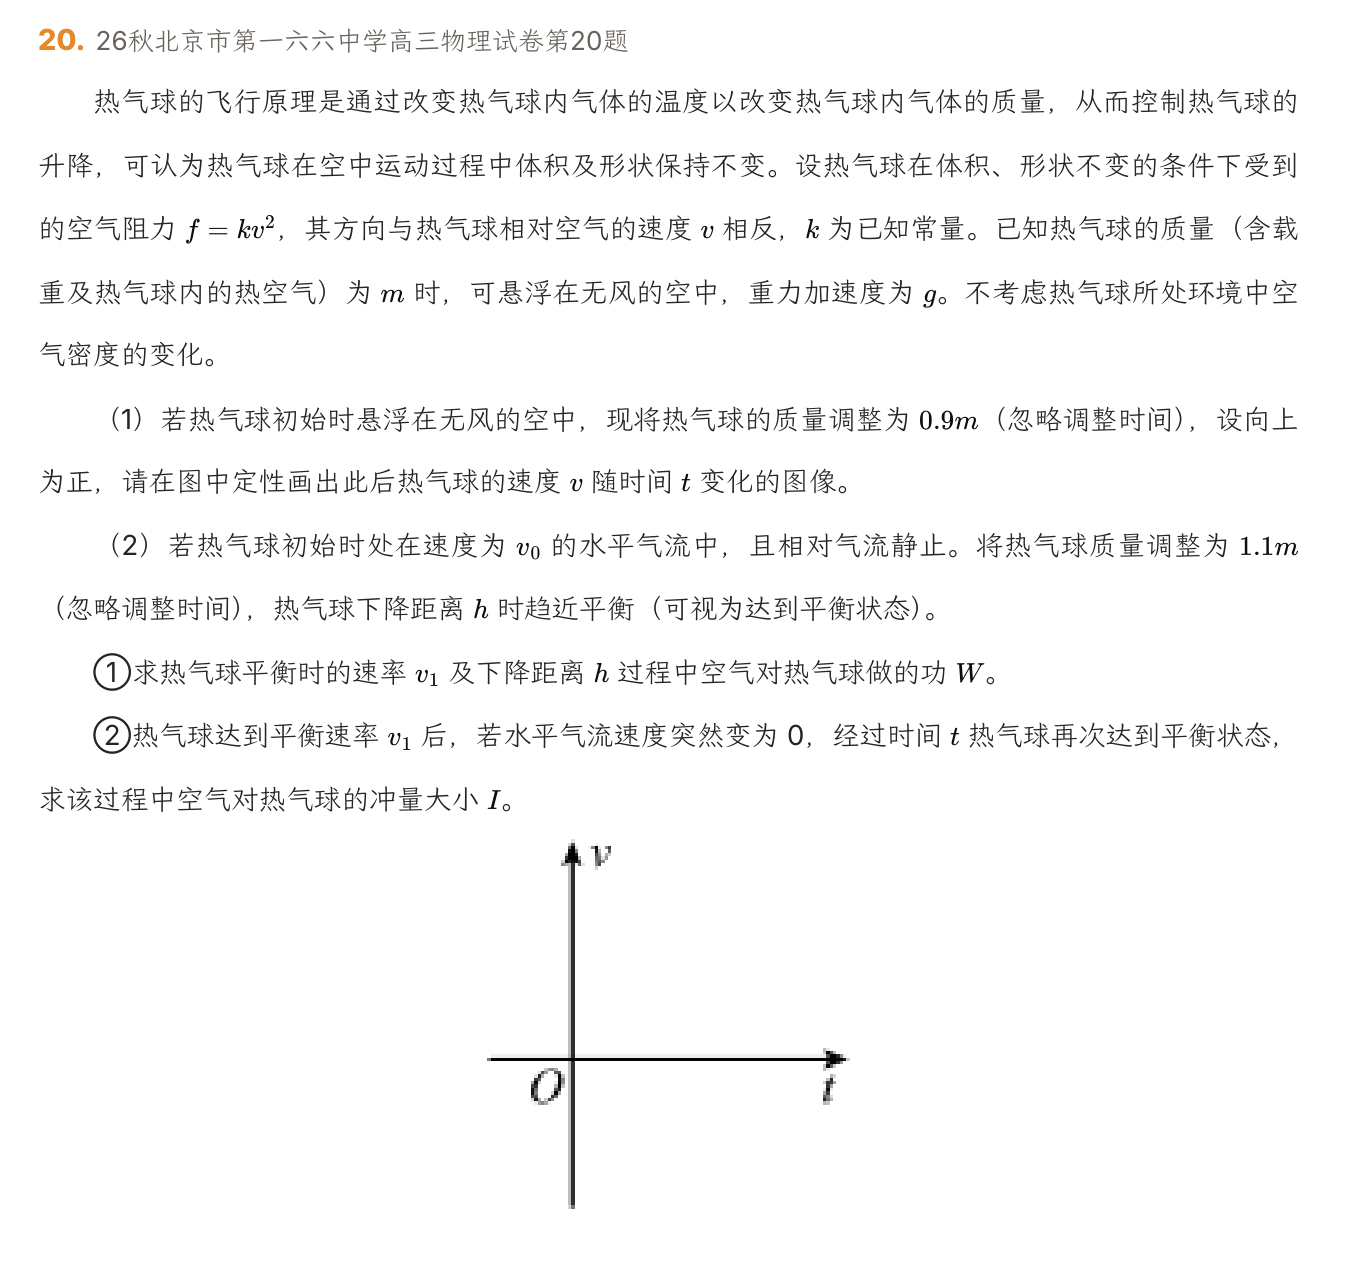 20. 26秋北京市第一六六中学高三物理试卷第20题
热气球的飞行原理是通过改变热气球内气体的温度以改变热气球内气体的质量，从而控制热气球的
升降，可认为热气球在空中运动过程中体积及形状保持不变。设热气球在体积、形状不变的条件下受到
的空气阻力 f = kv²，其方向与热气球相对空气的速度 v 相反，k 为已知常量。已知热气球的质量（含载
重及热气球内的热空气）为 m 时，可悬浮在无风的空中，重力加速度为 g。不考虑热气球所处环境中空
气密度的变化。
（1）若热气球初始时悬浮在无风的空中，现将热气球的质量调整为 0.9m（忽略调整时间），设向上
为正，请在图中定性画出此后热气球的速度 v 随时间 t 变化的图像。
（2）若热气球初始时处在速度为 v₀ 的水平气流中，且相对气流静止。将热气球质量调整为 1.1m
（忽略调整时间），热气球下降距离 h 时趋近平衡（可视为达到平衡状态）。
①求热气球平衡时的速率 v₁ 及下降距离 h 过程中空气对热气球做的功 W。
②热气球达到平衡速率 v₁ 后，若水平气流速度突然变为 0，经过时间 t 热气球再次达到平衡状态，
求该过程中空气对热气球的冲量大小 I。
v
O
t